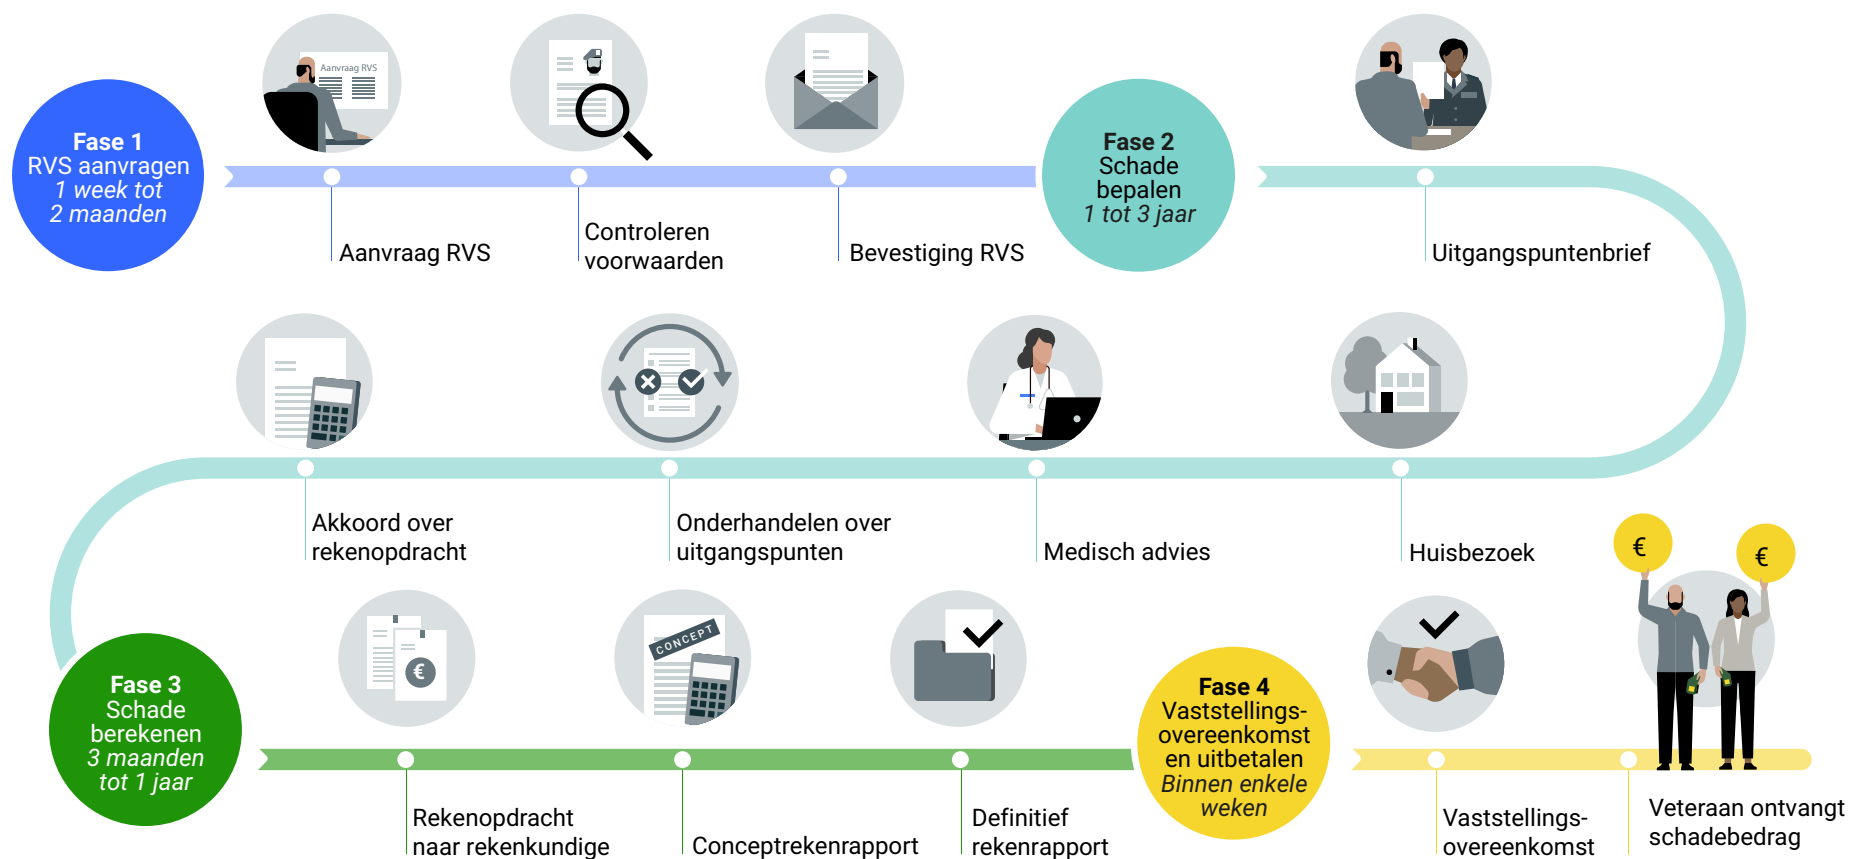 Fase 1
RVS aanvragen
1 week tot
2 maanden
Aanvraag RVS
Aanvraag RVS
Controleren
voorwaarden
Bevestiging RVS
Fase 2
Schade
bepalen
1 tot 3 jaar
Uitgangspuntenbrief
Huisbezoek
Medisch advies
Onderhandelen over
uitgangspunten
Akkoord over
rekenopdracht
Fase 3
Schade
berekenen
3 maanden
tot 1 jaar
€
Rekenopdracht
naar rekenkundige
CONCEPT
Conceptrekenrapport
Definitief
rekenrapport
Fase 4
Vaststellings-
overeenkomst
en uitbetalen
Binnen enkele
weken
Vaststellings-
overeenkomst
€
€
Veteraan ontvangt
schadebedrag